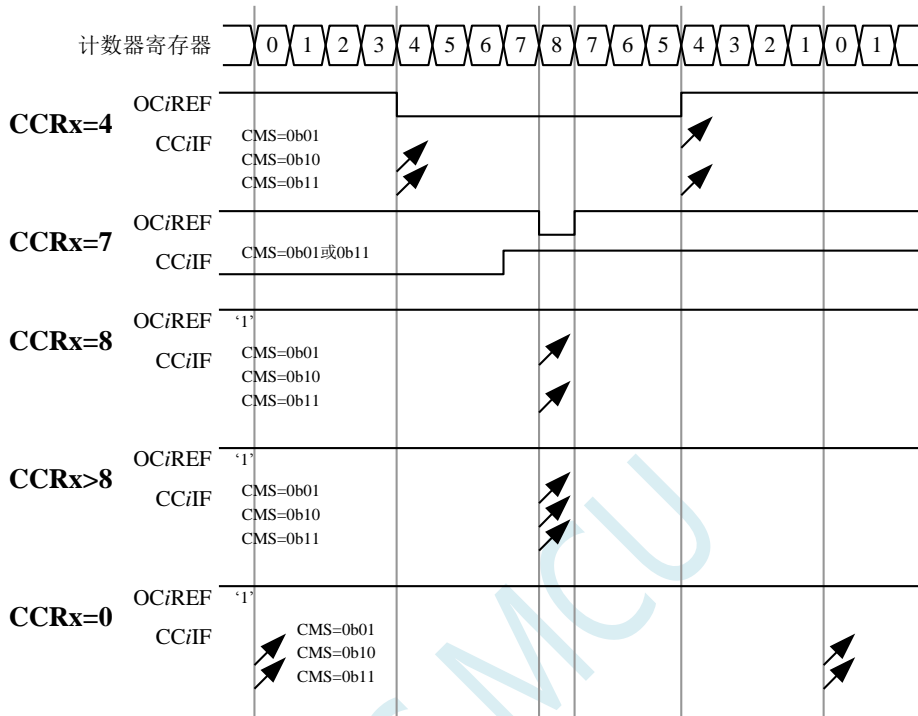 计数器寄存器 0 1 2 3 4 5 6 7 8 7 6 5 4 3 2 1 0 1
CCRx=4
OCiREF
CCiIF
CMS=0b01
CMS=0b10
CMS=0b11
CCRx=7
OCiREF
CCiIF
CMS=0b01或0b11
CCRx=8
OCiREF
'1'
CCiIF
CMS=0b01
CMS=0b10
CMS=0b11
CCRx>8
OCiREF
'1'
CCiIF
CMS=0b01
CMS=0b10
CMS=0b11
CCRx=0
OCiREF
'1'
CCiIF
CMS=0b01
CMS=0b10
CMS=0b11
MCU